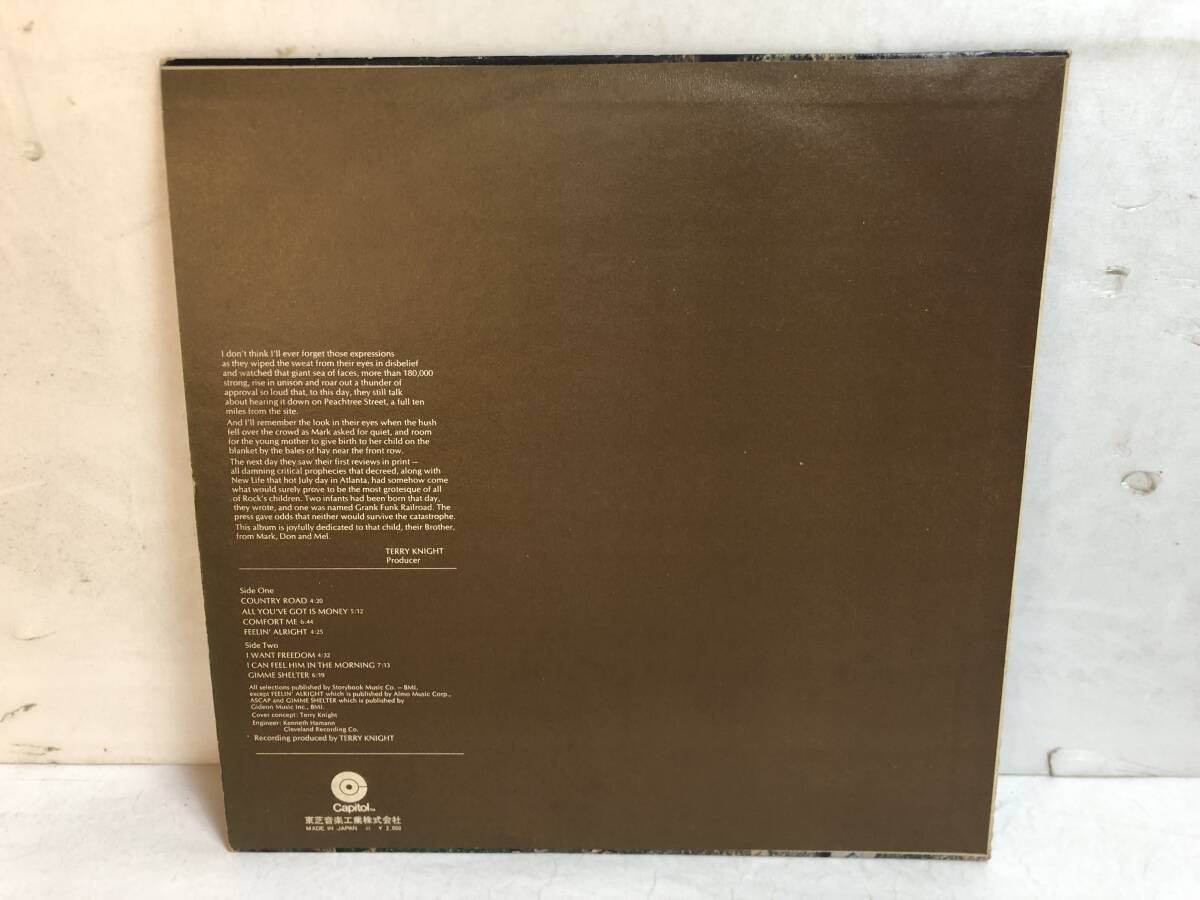 I don't think I'll ever forget those expressions
as they wiped the sweat from their eyes in disbelief
and watched that giant sea of faces, more than 180,000
strong, rise in unison and roar out a thunder of
approval so loud that, to this day, they still talk
about hearing it down on Peachtree Street, a full ten
miles from the site.
And I'll remember the look in their eyes when the hush
fell over the crowd as Mark asked for quiet, and room
for the young mother to give birth to her child on the
blanket by the bales of hay near the front row.
The next day they saw their first reviews in print —
all damning critical prophecies that decreed, along with
New Life that hot July day in Atlanta, had somehow come
what would surely prove to be the most grotesque of all
of Rock's children. Two infants had been born that day,
they wrote, and one was named Grank Funk Railroad. The
press gave odds that neither would survive the catastrophe.
This album is joyfully dedicated to that child, their Brother,
from Mark, Don and Mel.
TERRY KNIGHT
Producer
Side One
COUNTRY ROAD 4:20
ALL YOU'VE GOT IS MONEY 5:12
COMFORT ME 6:44
FEELIN' ALRIGHT 4:25
Side Two
I WANT FREEDOM 4:32
I CAN FEEL HIM IN THE MORNING 7:13
GIMME SHELTER 6:19
All selections published by Storybook Music Co. — BMI,
except FEELIN' ALRIGHT which is published by Almo Music Corp.,
ASCAP and GIMME SHELTER which is published by
Gideon Music Inc., BMI.
Cover concept: Terry Knight
Engineer: Kenneth Hamann
Cleveland Recording Co.
Recording produced by TERRY KNIGHT
Capitol
東芝音楽工業株式会社
MADE IN JAPAN ¥ 2,000